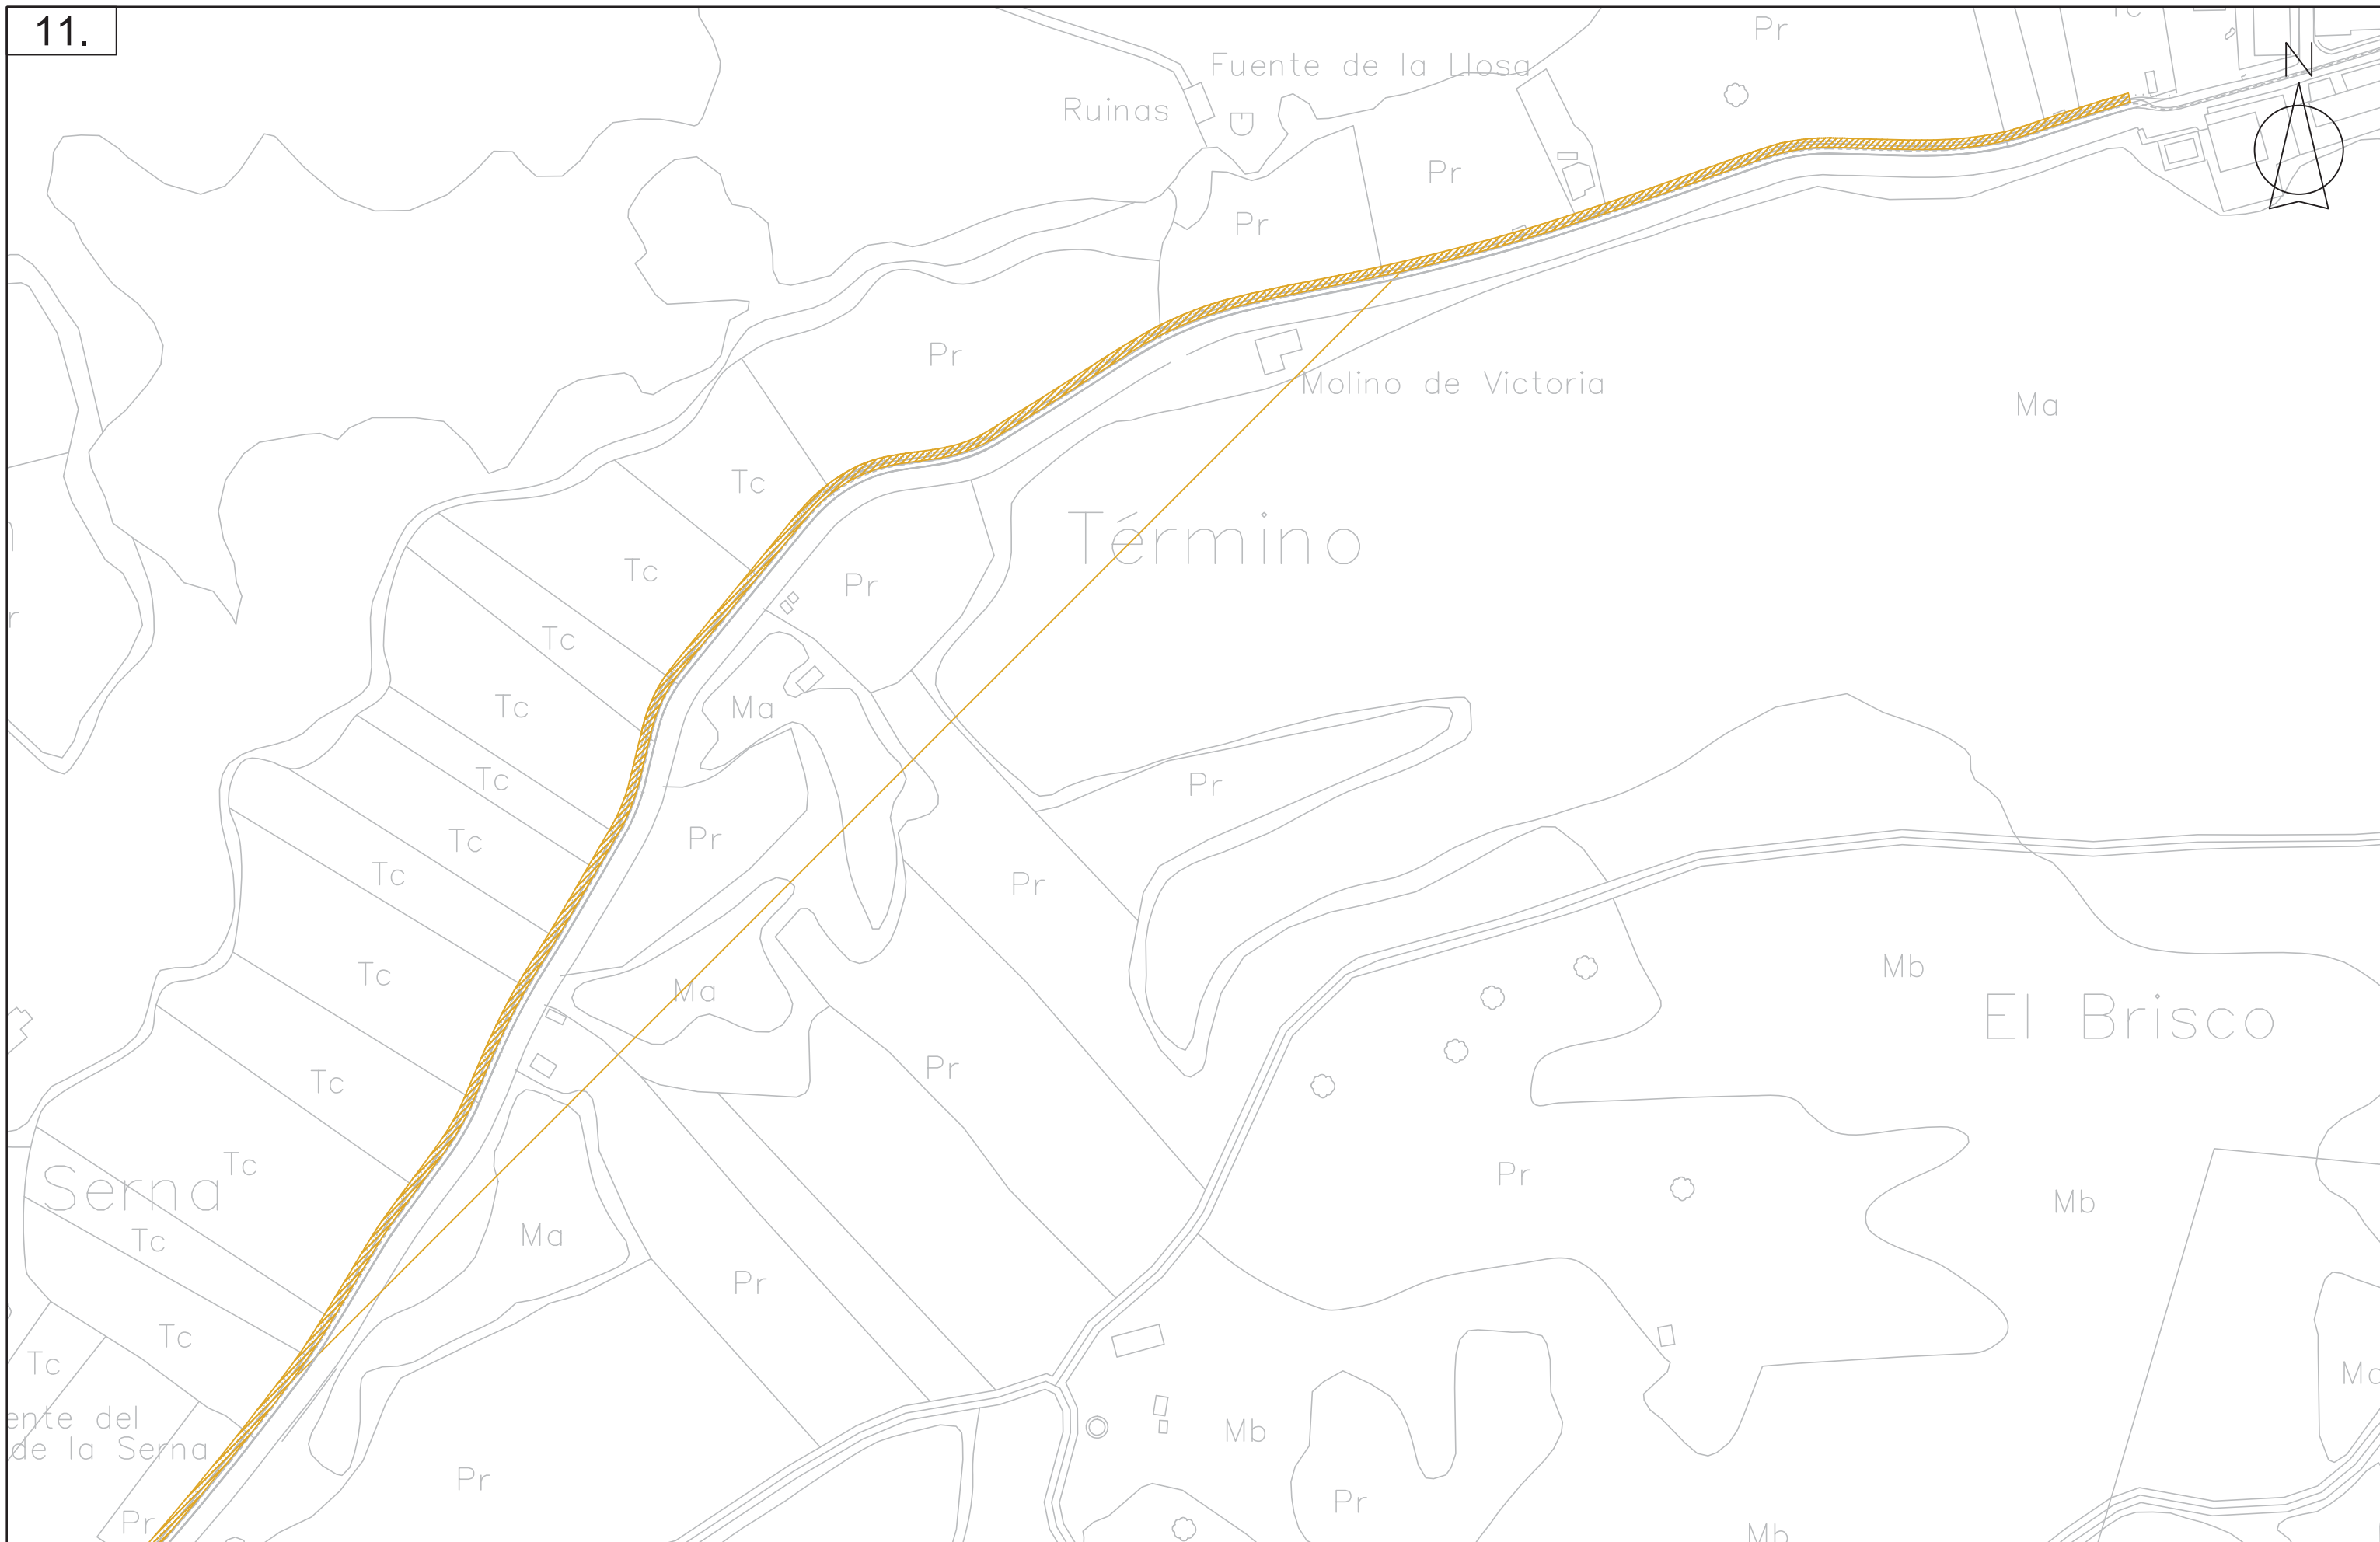 11.
Pr
N
Fuente de la Llosa
Ruinas
Pr
Pr
Pr
Molino de Victoria
Ma
Tc
Término
Tc
Pr
Tc
Tc
Ma
Tc
Pr
Tc
Pr
Tc
Pr
Mb
Tc
Ma
El Brisco
Pr
Tc
Tc
Serna
Pr
Mb
Tc
Ma
Pr
Tc
Tc
ente del
de la Serna
Mb
Pr
Pr
Pr
Mb